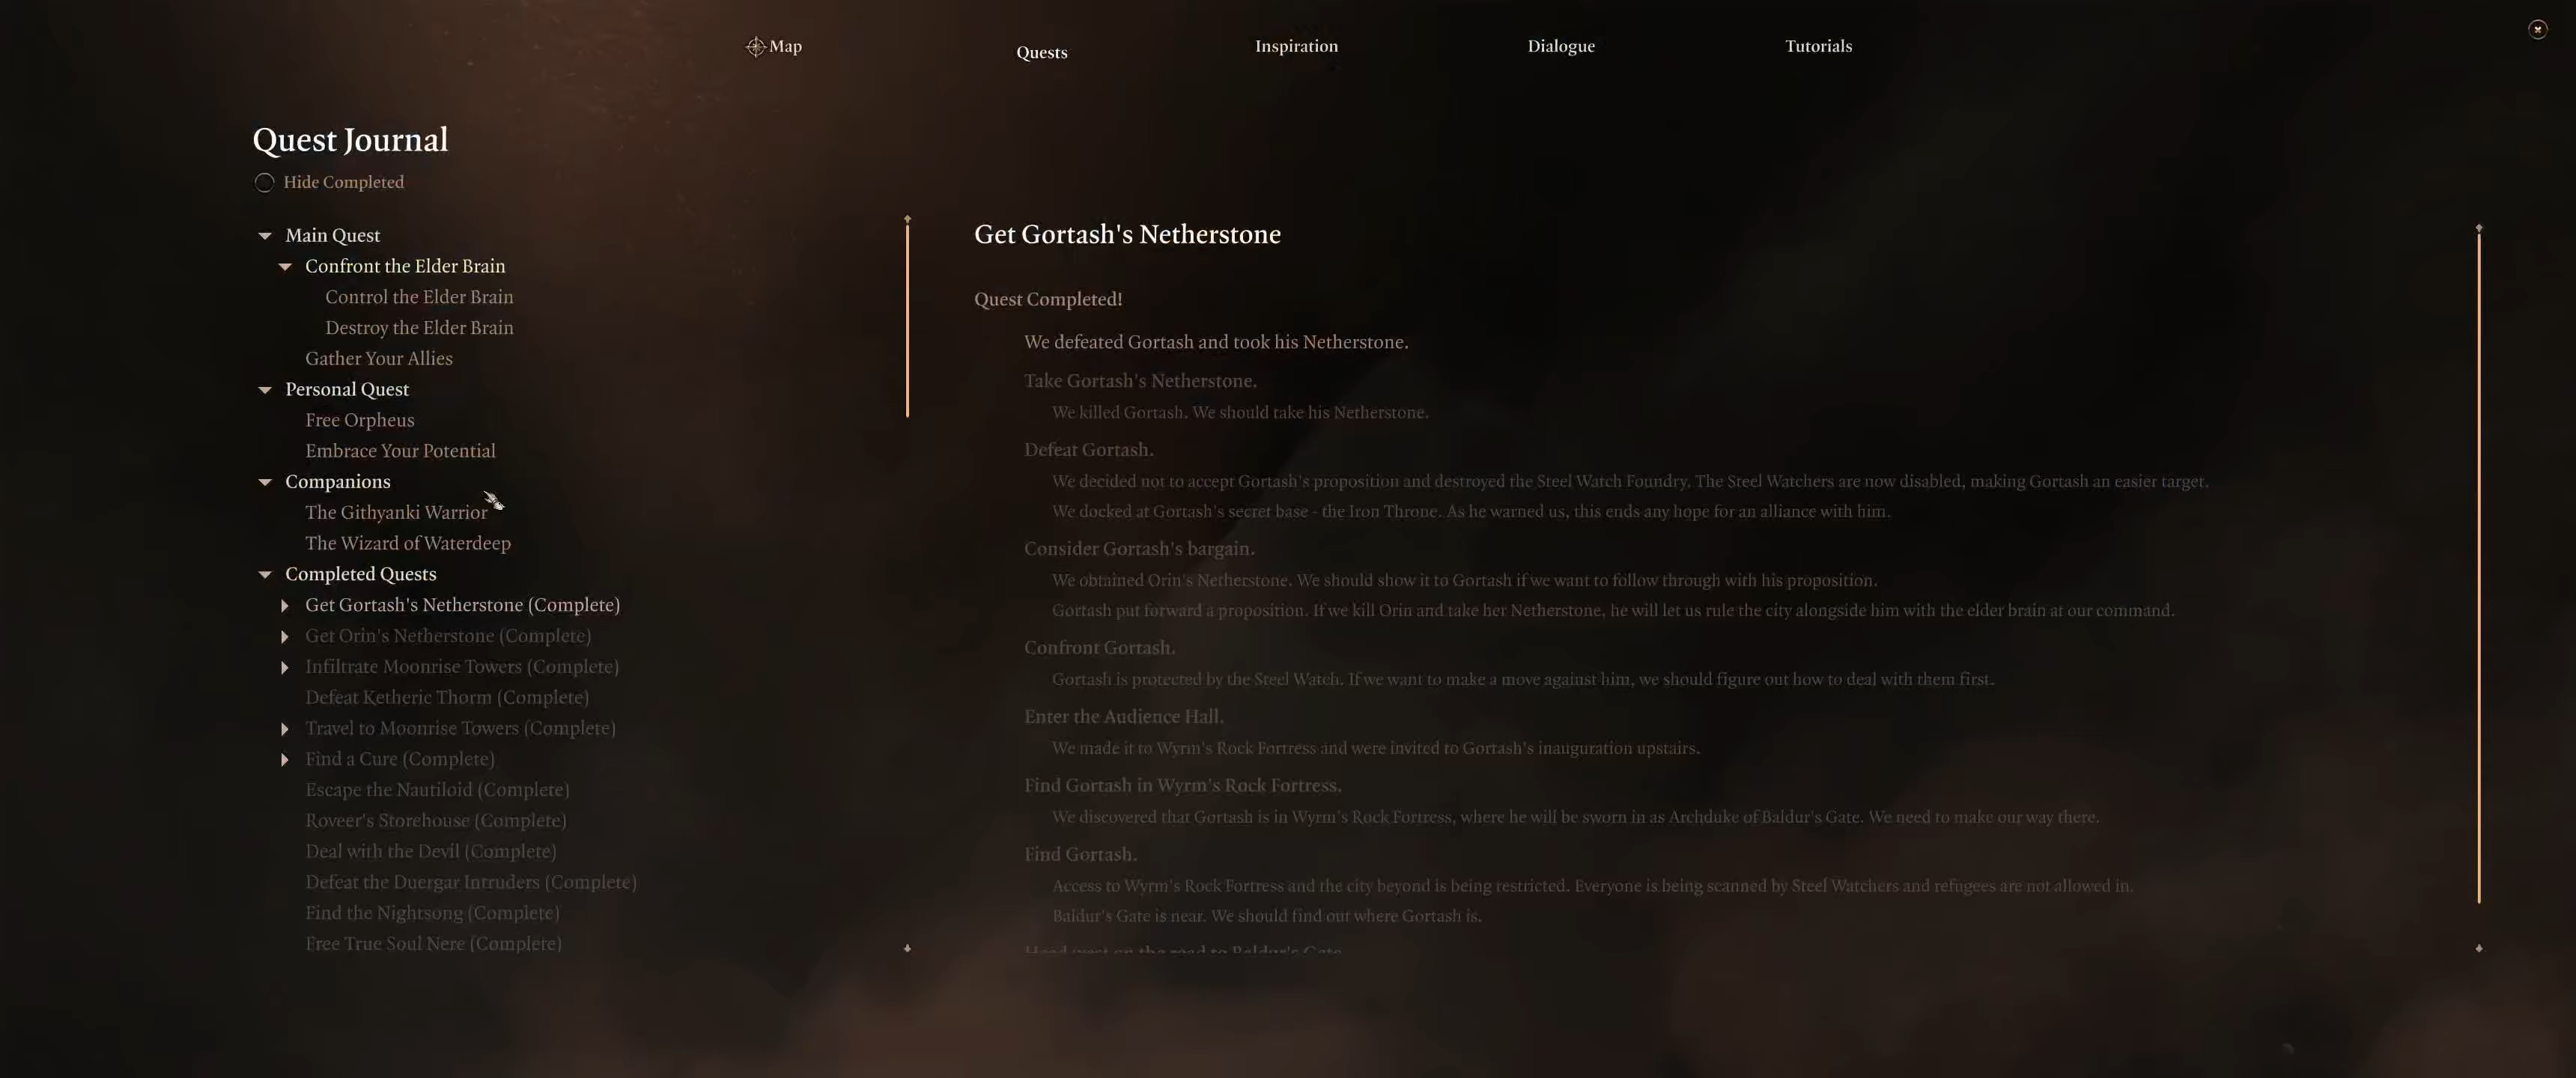 Map
Quests
Inspiration
Dialogue
Tutorials
Quest Journal
Hide Completed
Main Quest
Confront the Elder Brain
Control the Elder Brain
Destroy the Elder Brain
Gather Your Allies
Personal Quest
Free Orpheus
Embrace Your Potential
Companions
The Githyanki Warrior
The Wizard of Waterdeep
Completed Quests
Get Gortash's Netherstone (Complete)
Get Orin's Netherstone (Complete)
Infiltrate Moonrise Towers (Complete)
Defeat Ketheric Thorm (Complete)
Travel to Moonrise Towers (Complete)
Find a Cure (Complete)
Escape the Nautiloid (Complete)
Roveer's Storehouse (Complete)
Deal with the Devil (Complete)
Defeat the Duergar Intruders (Complete)
Find the Nightsong (Complete)
Free True Soul Nere (Complete)
Get Gortash's Netherstone
Quest Completed!
We defeated Gortash and took his Netherstone.
Take Gortash's Netherstone.
We killed Gortash. We should take his Netherstone.
Defeat Gortash.
We decided not to accept Gortash's proposition and destroyed the Steel Watch Foundry. The Steel Watchers are now disabled, making Gortash an easier target.
We docked at Gortash's secret base - the Iron Throne. As he warned us, this ends any hope for an alliance with him.
Consider Gortash's bargain.
We obtained Orin's Netherstone. We should show it to Gortash if we want to follow through with his proposition.
Gortash put forward a proposition. If we kill Orin and take her Netherstone, he will let us rule the city alongside him with the elder brain at our command.
Confront Gortash.
Gortash is protected by the Steel Watch. If we want to make a move against him, we should figure out how to deal with them first.
Enter the Audience Hall.
We made it to Wyrm's Rock Fortress and were invited to Gortash's inauguration upstairs.
Find Gortash in Wyrm's Rock Fortress.
We discovered that Gortash is in Wyrm's Rock Fortress, where he will be sworn in as Archduke of Baldur's Gate. We need to make our way there.
Find Gortash.
Access to Wyrm's Rock Fortress and the city beyond is being restricted. Everyone is being scanned by Steel Watchers and refugees are not allowed in.
Baldur's Gate is near. We should find out where Gortash is.
Head west on the road to Baldur's Gate